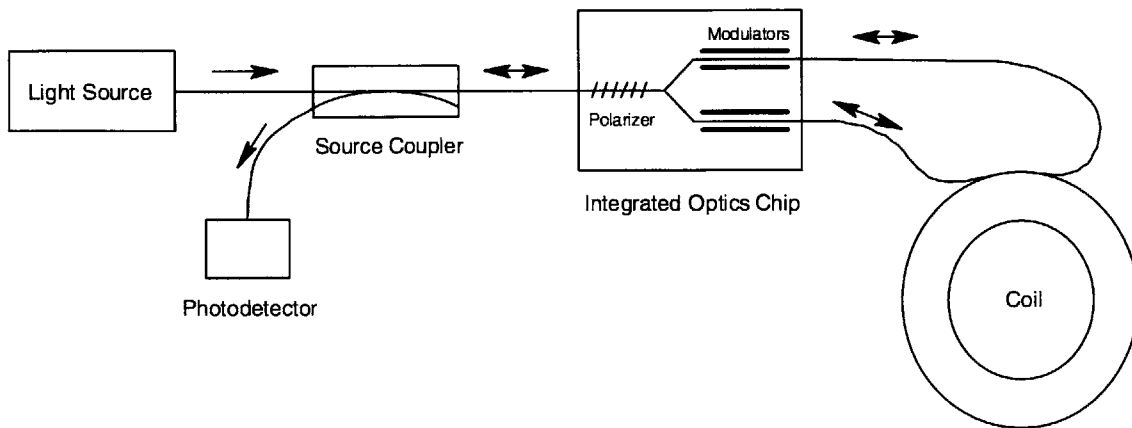 Light Source
Source Coupler
Photodetector
Modulators
Polarizer
Integrated Optics Chip
Coil